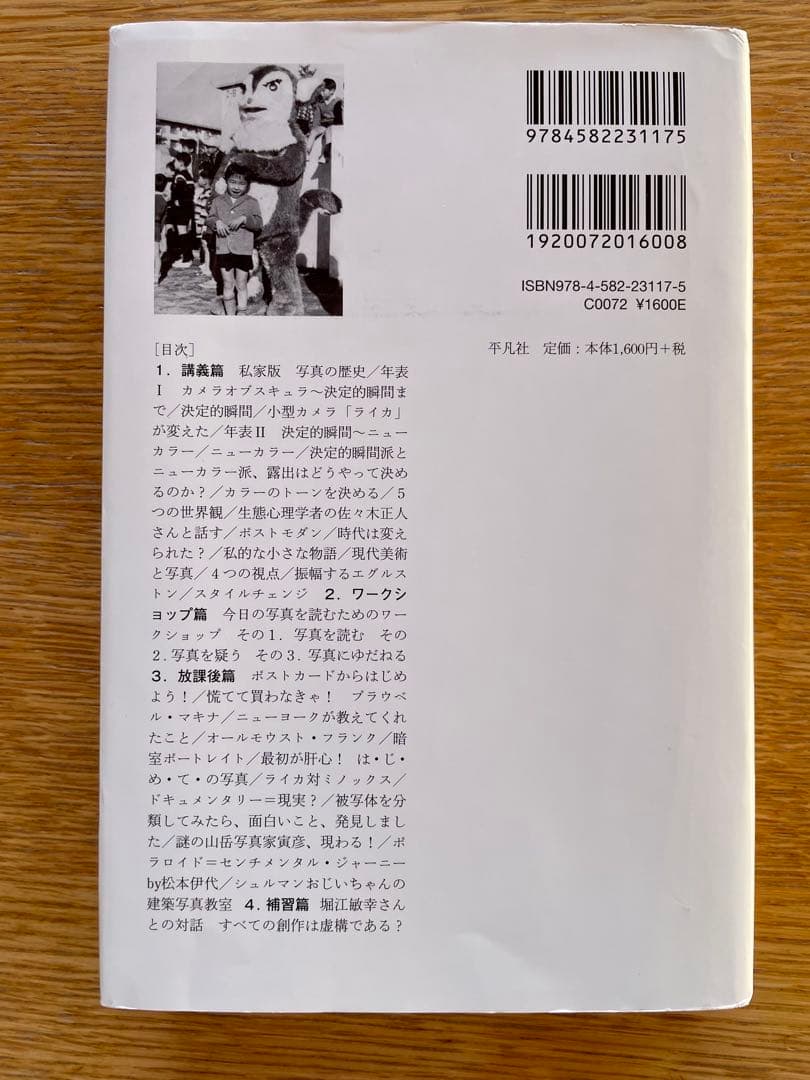 9784582231175
1920072016008
ISBN978-4-582-23117-5
C0072 ¥1600E
平凡社 定価:本体1,600円+税
[目次]
1. 講義篇 私家版 写真の歴史/年表
Ⅰ カメラオブスキュラ〜決定的瞬間ま
で/決定的瞬間/小型カメラ「ライカ」
が変えた/年表Ⅱ 決定的瞬間〜ニュー
カラー/ニューカラー/決定的瞬間派と
ニューカラー派、露出はどうやって決め
るのか?/カラーのトーンを決める/5
つの世界観/生態心理学者の佐々木正人
さんと話す/ポストモダン/時代は変え
られた?/私的な小さな物語/現代美術
と写真/4つの視点/振幅するエグルス
トン/スタイルチェンジ 2. ワークシ
ョップ篇 今日の写真を読むためのワー
クショップ その1. 写真を読む その
2. 写真を疑う その3. 写真にゆだねる
3. 放課後篇 ポストカードからはじめ
よう!/慌てて買わなきゃ! プラウベ
ル・マキナ/ニューヨークが教えてくれ
たこと/オールモウスト・フランク/暗
室ポートレイト/最初が肝心! は・じ・
め・て・の写真/ライカ対ミノックス/
ドキュメンタリー=現実?/被写体を分
類してみたら、面白いこと、発見しまし
た/謎の山岳写真家寅彦、現わる!/ポ
ラロイド=センチメンタル・ジャーニー
by松本伊代/シュルマンおじいちゃんの
建築写真教室 4. 補習篇 堀江敏幸さん
との対話 すべての創作は虚構である?